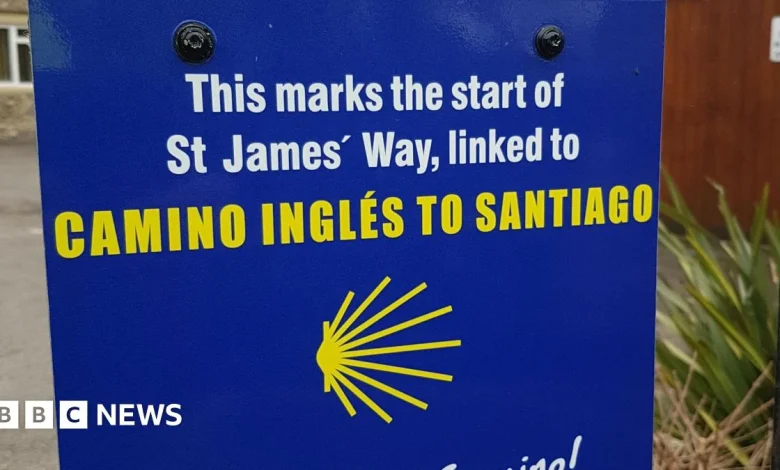 This marks the start of
St James´ Way, linked to
CAMINO INGLÉS TO SANTIAGO
BBC NEWS